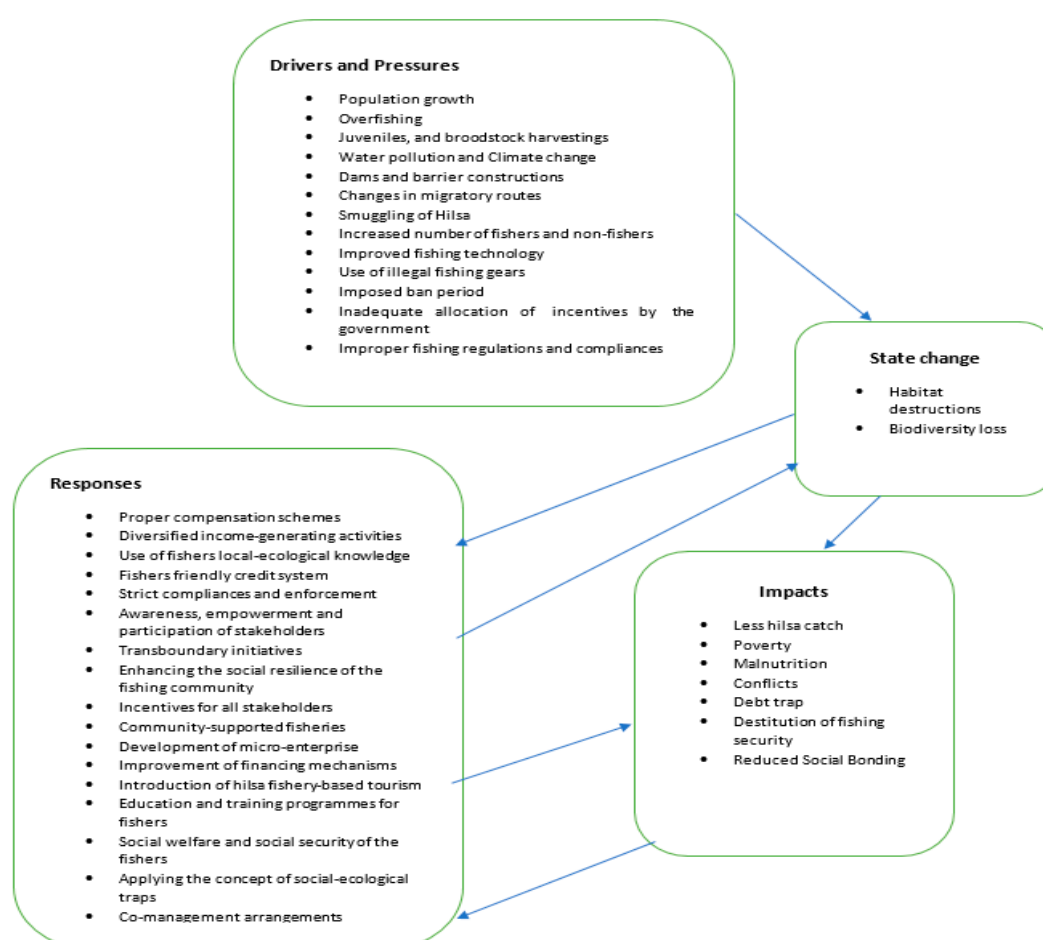 Drivers and Pressures
• Population growth
• Overfishing
• Juveniles, and broodstock harvestings
• Water pollution and Climate change
• Dams and barrier constructions
• Changes in migratory routes
• Smuggling of Hilsa
• Increased number of fishers and non-fishers
• Improved fishing technology
• Use of illegal fishing gears
• Imposed ban period
• Inadequate allocation of incentives by the
government
• Improper fishing regulations and compliances
State change
• Habitat
destructions
• Biodiversity loss
Responses
• Proper compensation schemes
• Diversified income-generating activities
• Use of fishers local-ecological knowledge
• Fishers friendly credit system
• Strict compliances and enforcement
• Awareness, empowerment and
participation of stakeholders
• Transboundary initiatives
• Enhancing the social resilience of the
fishing community
• Incentives for all stakeholders
• Community-supported fisheries
• Development of micro-enterprise
• Improvement of financing mechanisms
• Introduction of hilsa fishery-based tourism
• Education and training programmes for
fishers
• Social welfare and social security of the
fishers
• Applying the concept of social-ecological
traps
• Co-management arrangements
Impacts
• Less hilsa catch
• Poverty
• Malnutrition
• Conflicts
• Debt trap
• Destitution of fishing
security
• Reduced Social Bonding